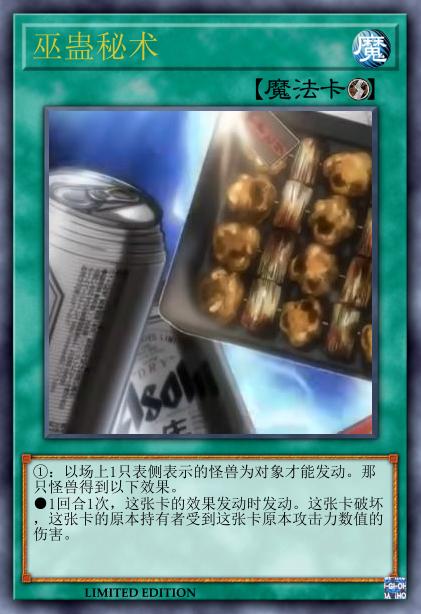 巫蛊秘术
魔
【魔法卡】
Asahi
①：以场上1只表侧表示的怪兽为对象才能发动。那
只怪兽得到以下效果。
●1回合1次，这张卡的效果发动时发动。这张卡破坏
，这张卡的原本持有者受到这张卡原本攻击力数值的
伤害。
LIMITED EDITION